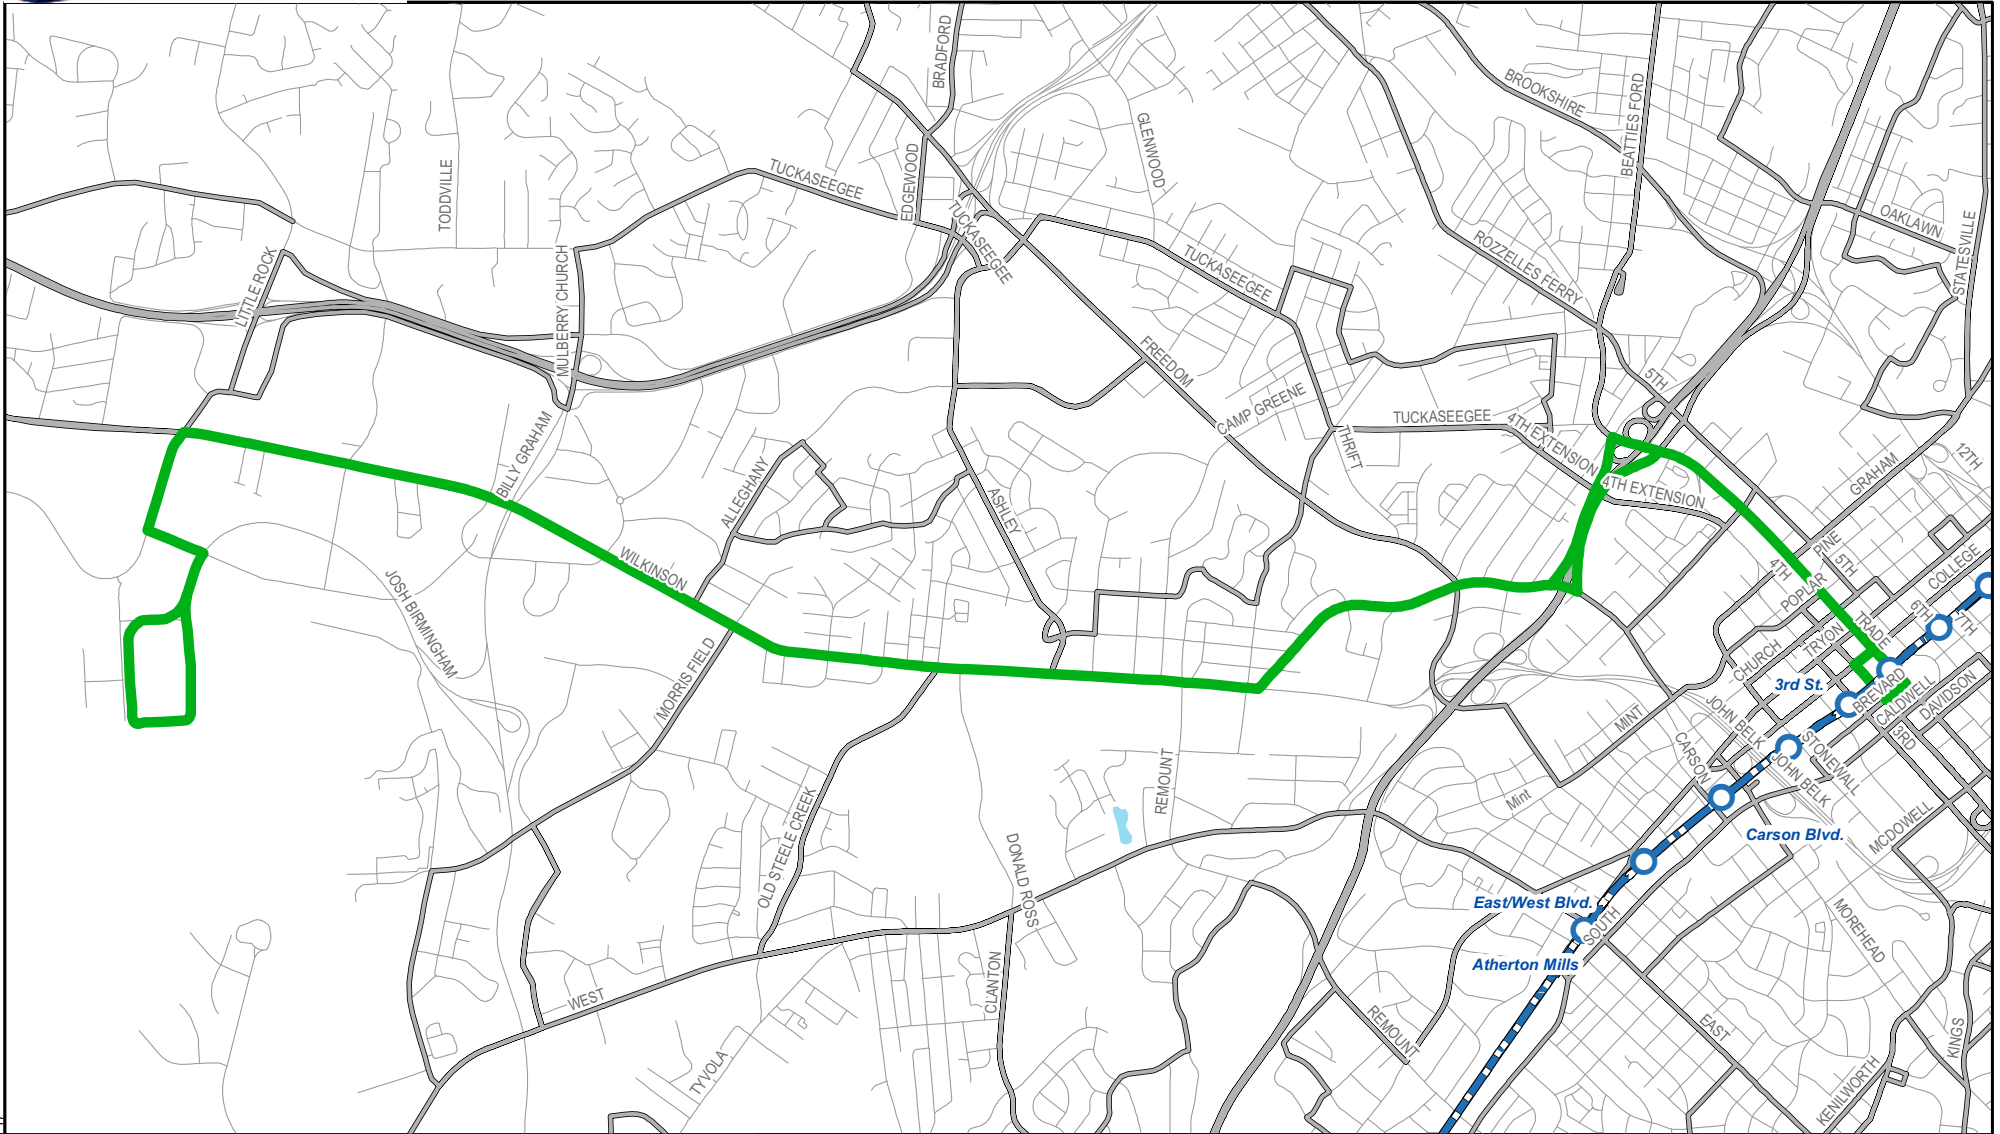 BRADFORD
BROOKSHIRE
BEATTIES FORD
GLENWOOD
TODDVILLE
TUCKASEEGEE
EDGEWOOD
TUCKASEEGEE
OAKLAWN
STATESVILLE
LITTLE ROCK
MULBERRY CHURCH
TUCKASEEGEE
ROZZELLES FERRY
FREEDOM
5TH
CAMP GREENE
TUCKASEEGEE
4TH EXTENSION
THRIFT
BILLY GRAHAM
ALLEGHANY
ASHLEY
4TH EXTENSION
GRAHAM
12TH
WILKINSON
JOSH BIRMINGHAM
PINE
5TH
4TH
POPLAR
COLLEGE
6TH
7TH
TRADE
TRYON
CHURCH
MORRIS FIELD
3rd St.
BREVARD
CALDWELL
DAVIDSON
3RD
MINT
JOHN BELK
CARSON
STONEWALL
JOHN BELK
REMOUNT
Mint
OLD STEELE CREEK
DONALD ROSS
Carson Blvd.
MCDOWELL
East/West Blvd.
SOUTH
MOREHEAD
Atherton Mills
CLANTON
WEST
TYVOLA
REMOUNT
EAST
KINGS
KENILWORTH